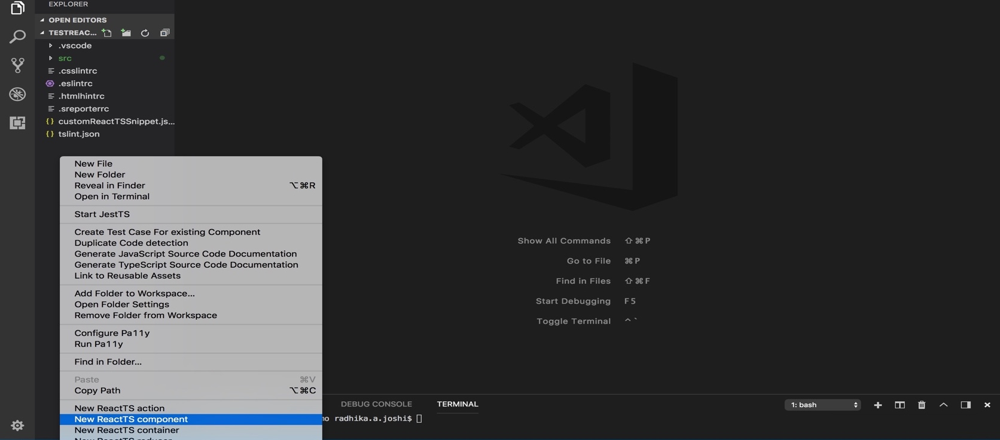 EXPLORER
OPEN EDITORS
TESTREAC...
.vscode
src
.csslintrc
.eslintrc
.htmlhintrc
.sreporterrc
{ } customReactTSSnippet.js...
{ } tslint.json
New File
New Folder
Reveal in Finder ⌥⌘R
Open in Terminal
Start JestTS
Create Test Case For existing Component
Duplicate Code detection
Generate JavaScript Source Code Documentation
Generate TypeScript Source Code Documentation
Link to Reusable Assets
Add Folder to Workspace...
Open Folder Settings
Remove Folder from Workspace
Configure Pa11y
Run Pa11y
Find in Folder...
Paste ⌘V
Copy Path ⌥⌘C
New ReactTS action
New ReactTS component
New ReactTS container
New ReactTS reducer
Show All Commands ⇧⌘P
Go to File ⌘P
Find in Files ⇧⌘F
Start Debugging F5
Toggle Terminal ^`
DEBUG CONSOLE TERMINAL 1: bash
mo radhika.a.joshi$